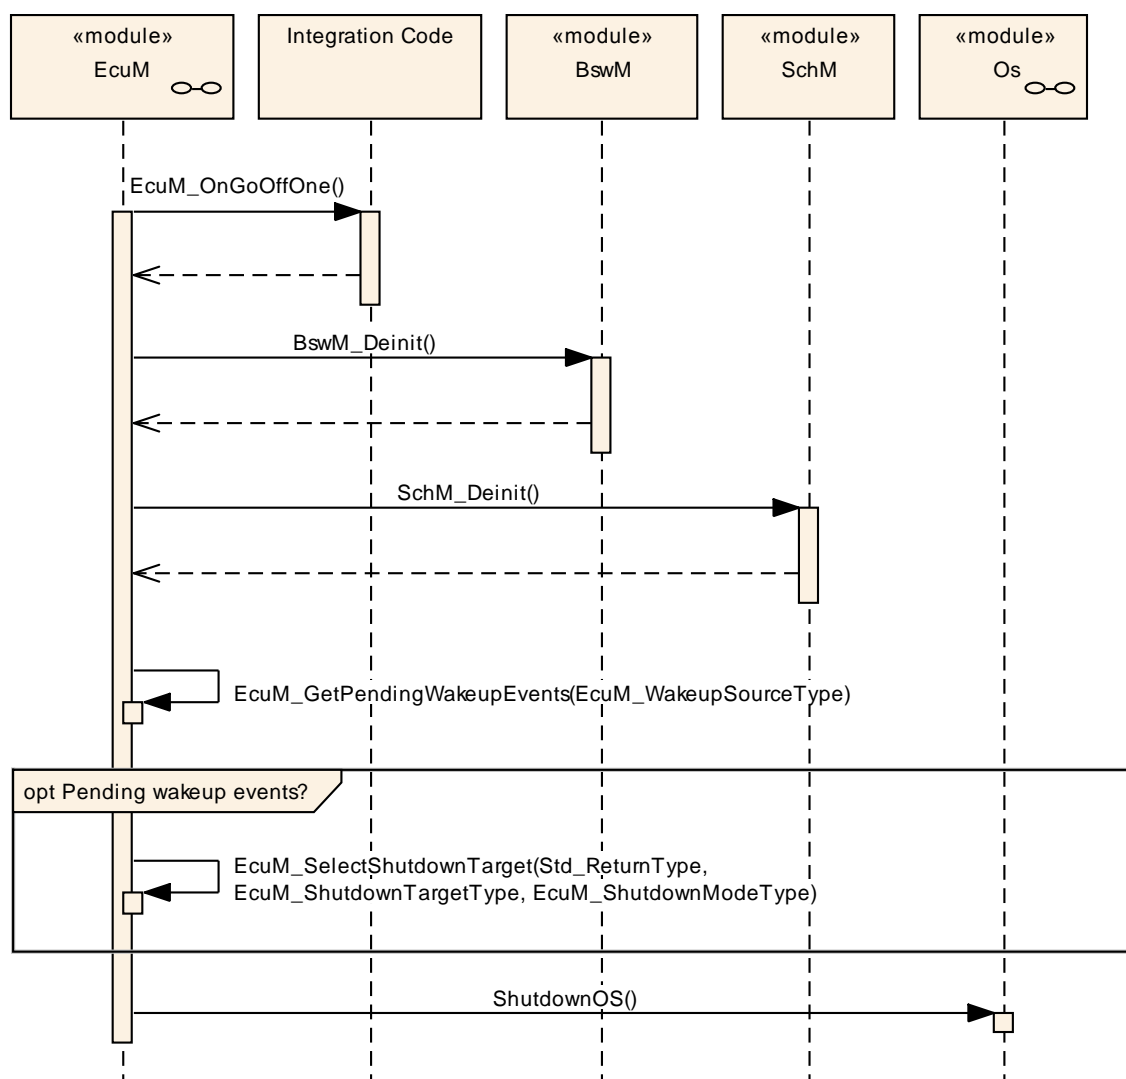 «module»
EcuM
Integration Code
«module»
BswM
«module»
SchM
«module»
Os
EcuM_OnGoOffOne()
BswM_Deinit()
SchM_Deinit()
EcuM_GetPendingWakeupEvents(EcuM_WakeupSourceType)
opt Pending wakeup events?
EcuM_SelectShutdownTarget(Std_ReturnType,
EcuM_ShutdownTargetType, EcuM_ShutdownModeType)
ShutdownOS()